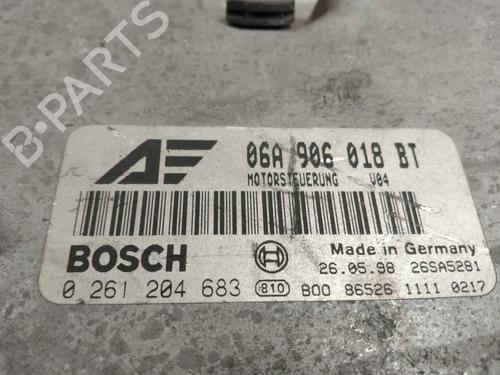 AF 06A 906 018 BT
MOTORSTEUERUNG V04
BOSCH Made in Germany
26.05.98 26SA5281
0 261 204 683 810 B00 86526 1111 0217
B-PARTS